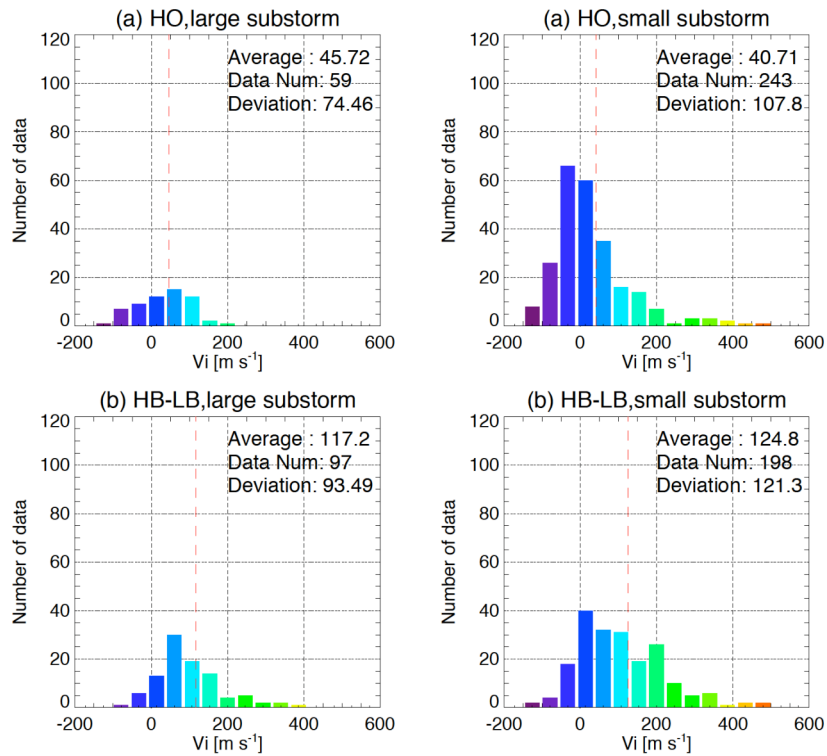 (a) HO,large substorm
120
100
80
60
40
20
0
Number of data
Average : 45.72
Data Num: 59
Deviation: 74.46
-200 0 200 400 600
Vi [m s⁻¹]
(a) HO,small substorm
120
100
80
60
40
20
0
Number of data
Average : 40.71
Data Num: 243
Deviation: 107.8
-200 0 200 400 600
Vi [m s⁻¹]
(b) HB-LB,large substorm
120
100
80
60
40
20
0
Number of data
Average : 117.2
Data Num: 97
Deviation: 93.49
-200 0 200 400 600
Vi [m s⁻¹]
(b) HB-LB,small substorm
120
100
80
60
40
20
0
Number of data
Average : 124.8
Data Num: 198
Deviation: 121.3
-200 0 200 400 600
Vi [m s⁻¹]